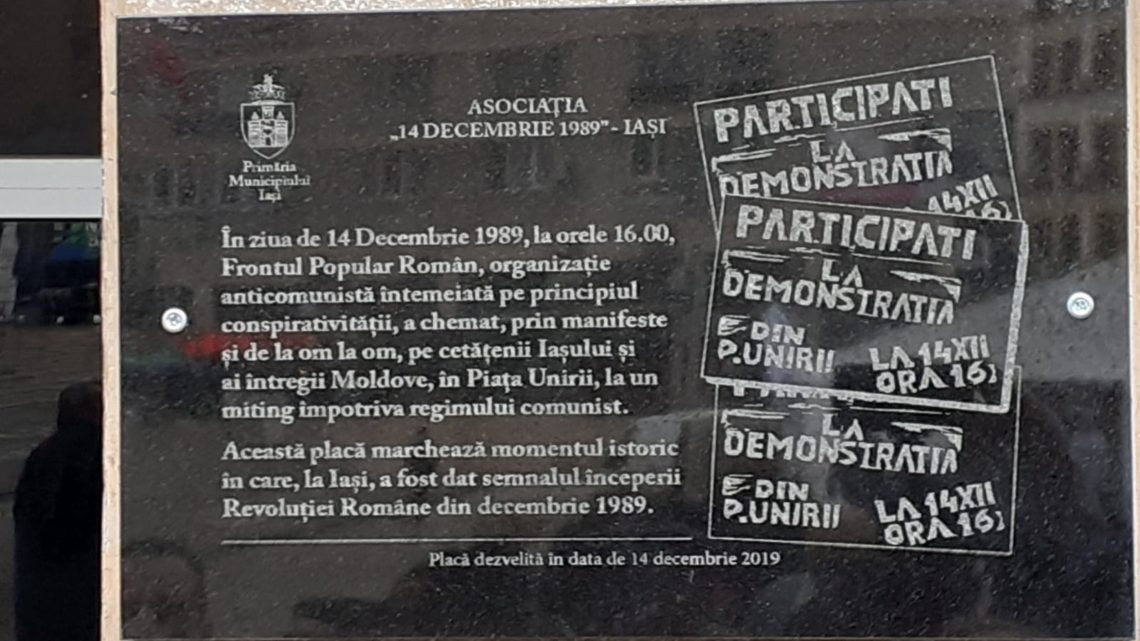 Primăria
Municipiului
Iași
ASOCIAȚIA
„14 DECEMBRIE 1989” - IAȘI
În ziua de 14 Decembrie 1989, la orele 16.00,
Frontul Popular Român, organizație
anticomunistă întemeiată pe principiul
conspirativității, a chemat, prin manifeste
și de la om la om, pe cetățenii Iașului și
ai întregii Moldove, în Piața Unirii, la un
miting împotriva regimului comunist.
Această placă marchează momentul istoric
în care, la Iași, a fost dat semnalul începerii
Revoluției Române din decembrie 1989.
Placă dezvelită în data de 14 decembrie 2019
PARTICIPATI
LA
DEMONSTRATIA
14XII
16
PARTICIPATI
LA
DEMONSTRATIA
DIN
P.UNIRII
LA 14XII
ORA 16
LA
DEMONSTRATIA
DIN
P.UNIRII
LA 14XII
ORA 16